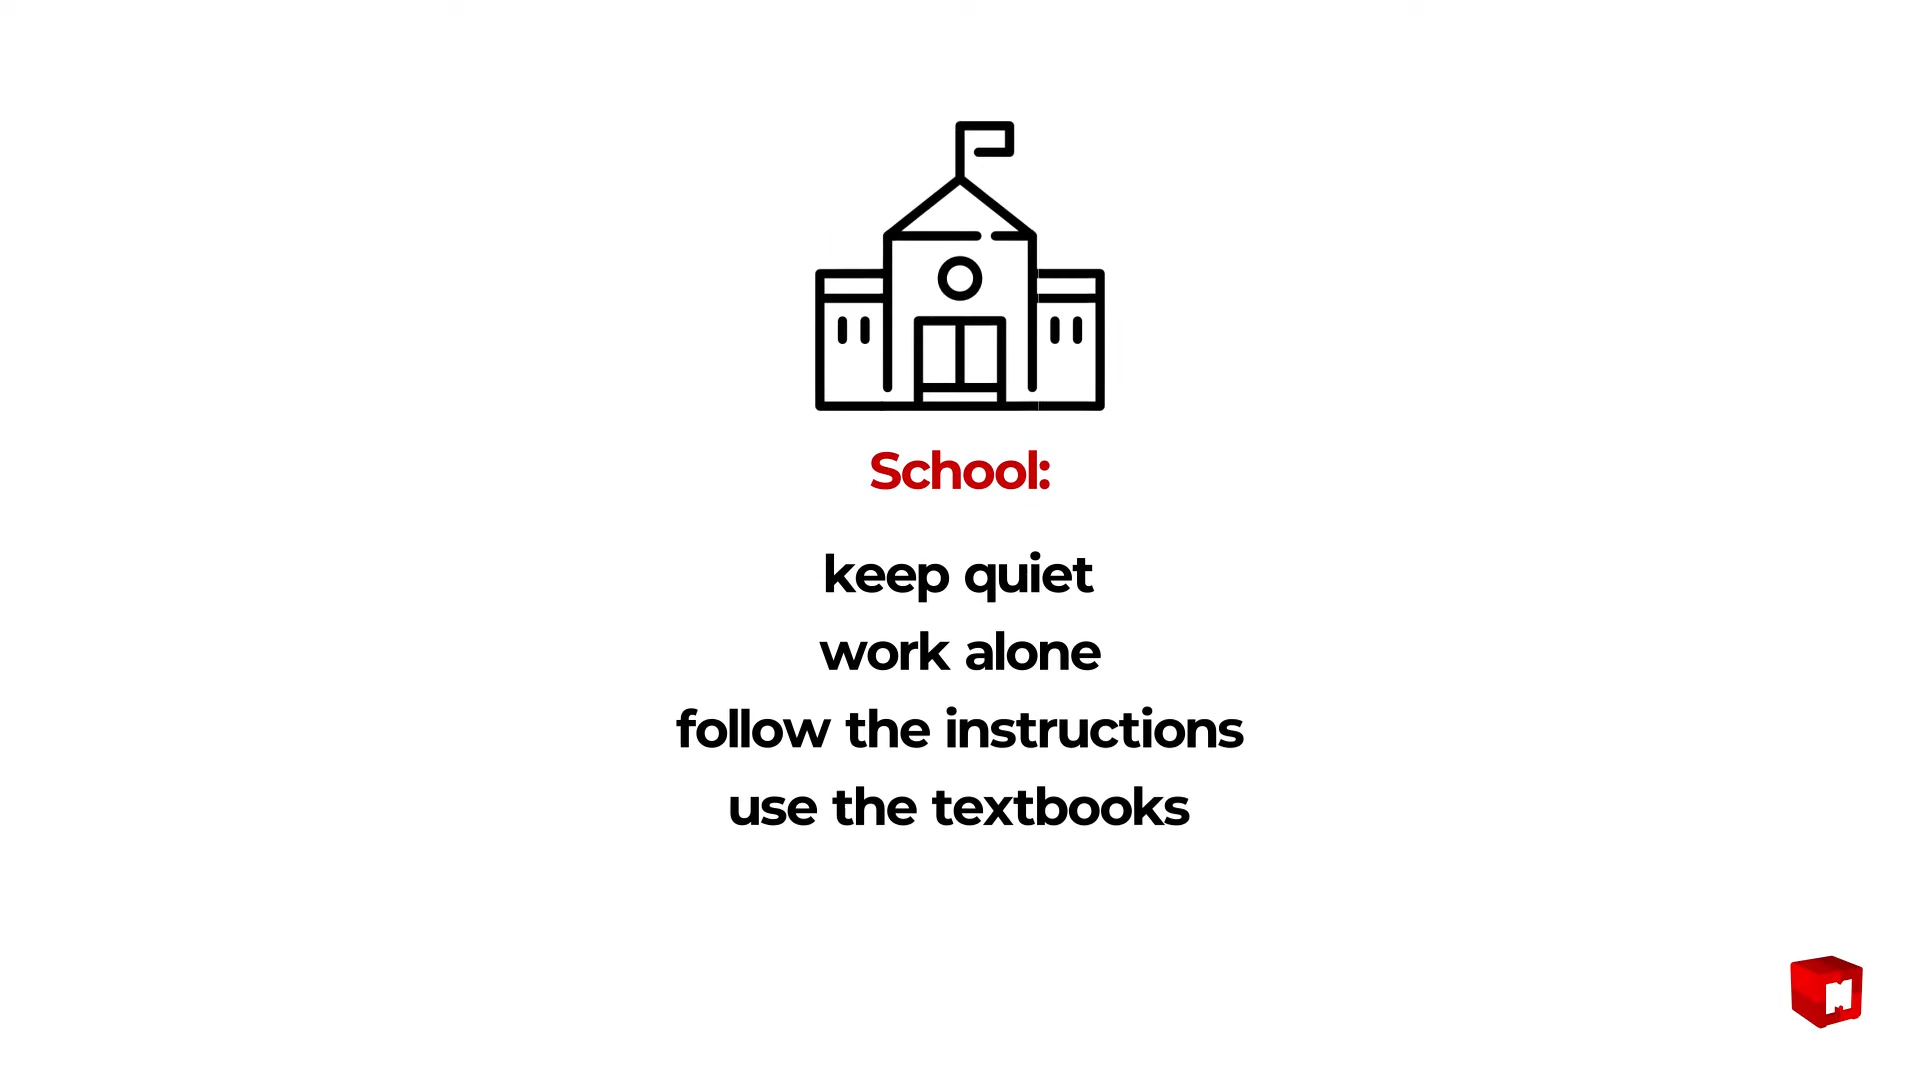 School:
keep quiet
work alone
follow the instructions
use the textbooks